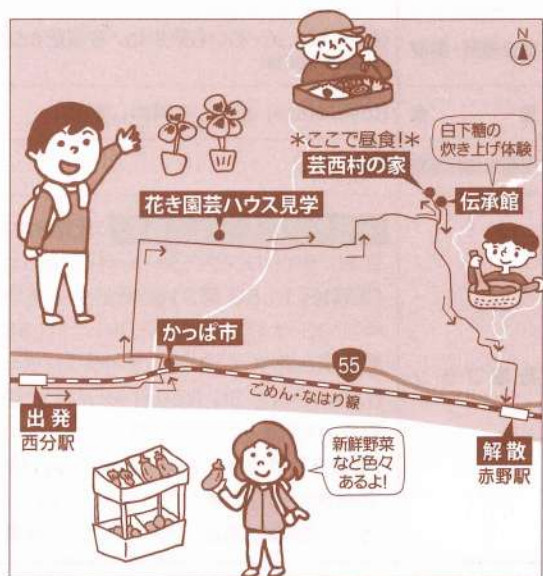 N
*ここで昼食!*
芸西村の家
白下糖の
炊き上げ体験
伝承館
花き園芸ハウス見学
かっぱ市
55
ごめん・なはり線
出発
西分駅
解散
赤野駅
新鮮野菜
など色々
あるよ!